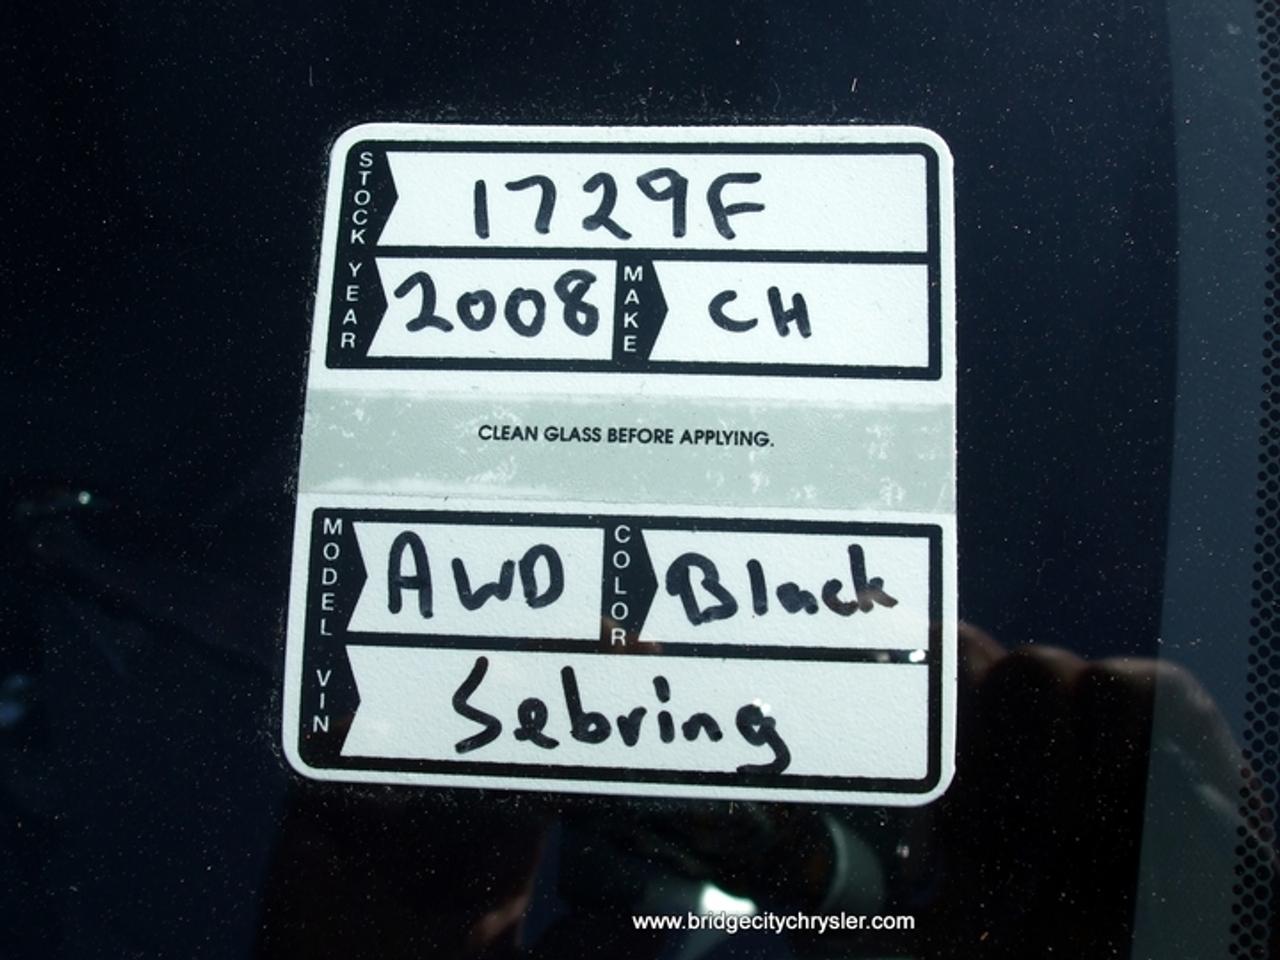 STOCK 1729F
YEAR 2008 MAKE CH
CLEAN GLASS BEFORE APPLYING.
MODEL AWD COLOR Black
VIN Sebring
www.bridgecitychrysler.com